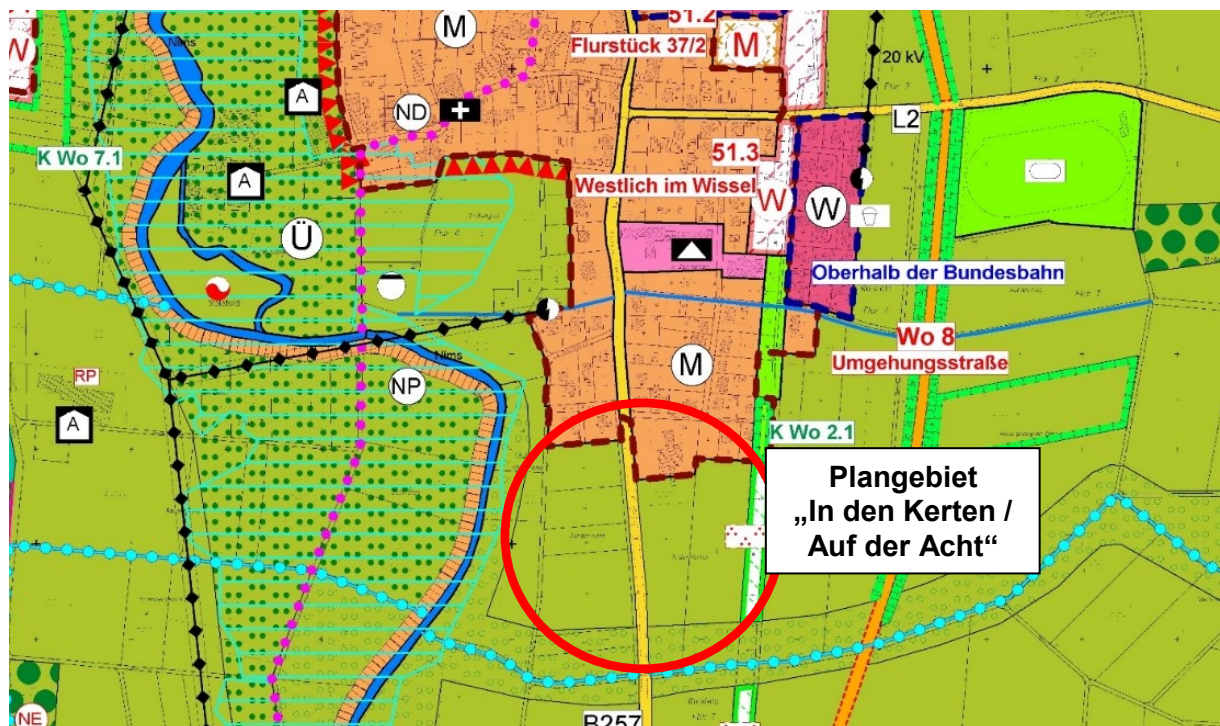 51.2
M
Flurstück 37/2
M
W
Nims
A
ND
20 kV
L2
K Wo 7.1
51.3
Westlich im Wissel
A
W
W
Ü
Oberhalb der Bundesbahn
Wo 8
Umgehungsstraße
Nims
RP
NP
M
A
K Wo 2.1
Plangebiet
„In den Kerten /
Auf der Acht“
NE
B257